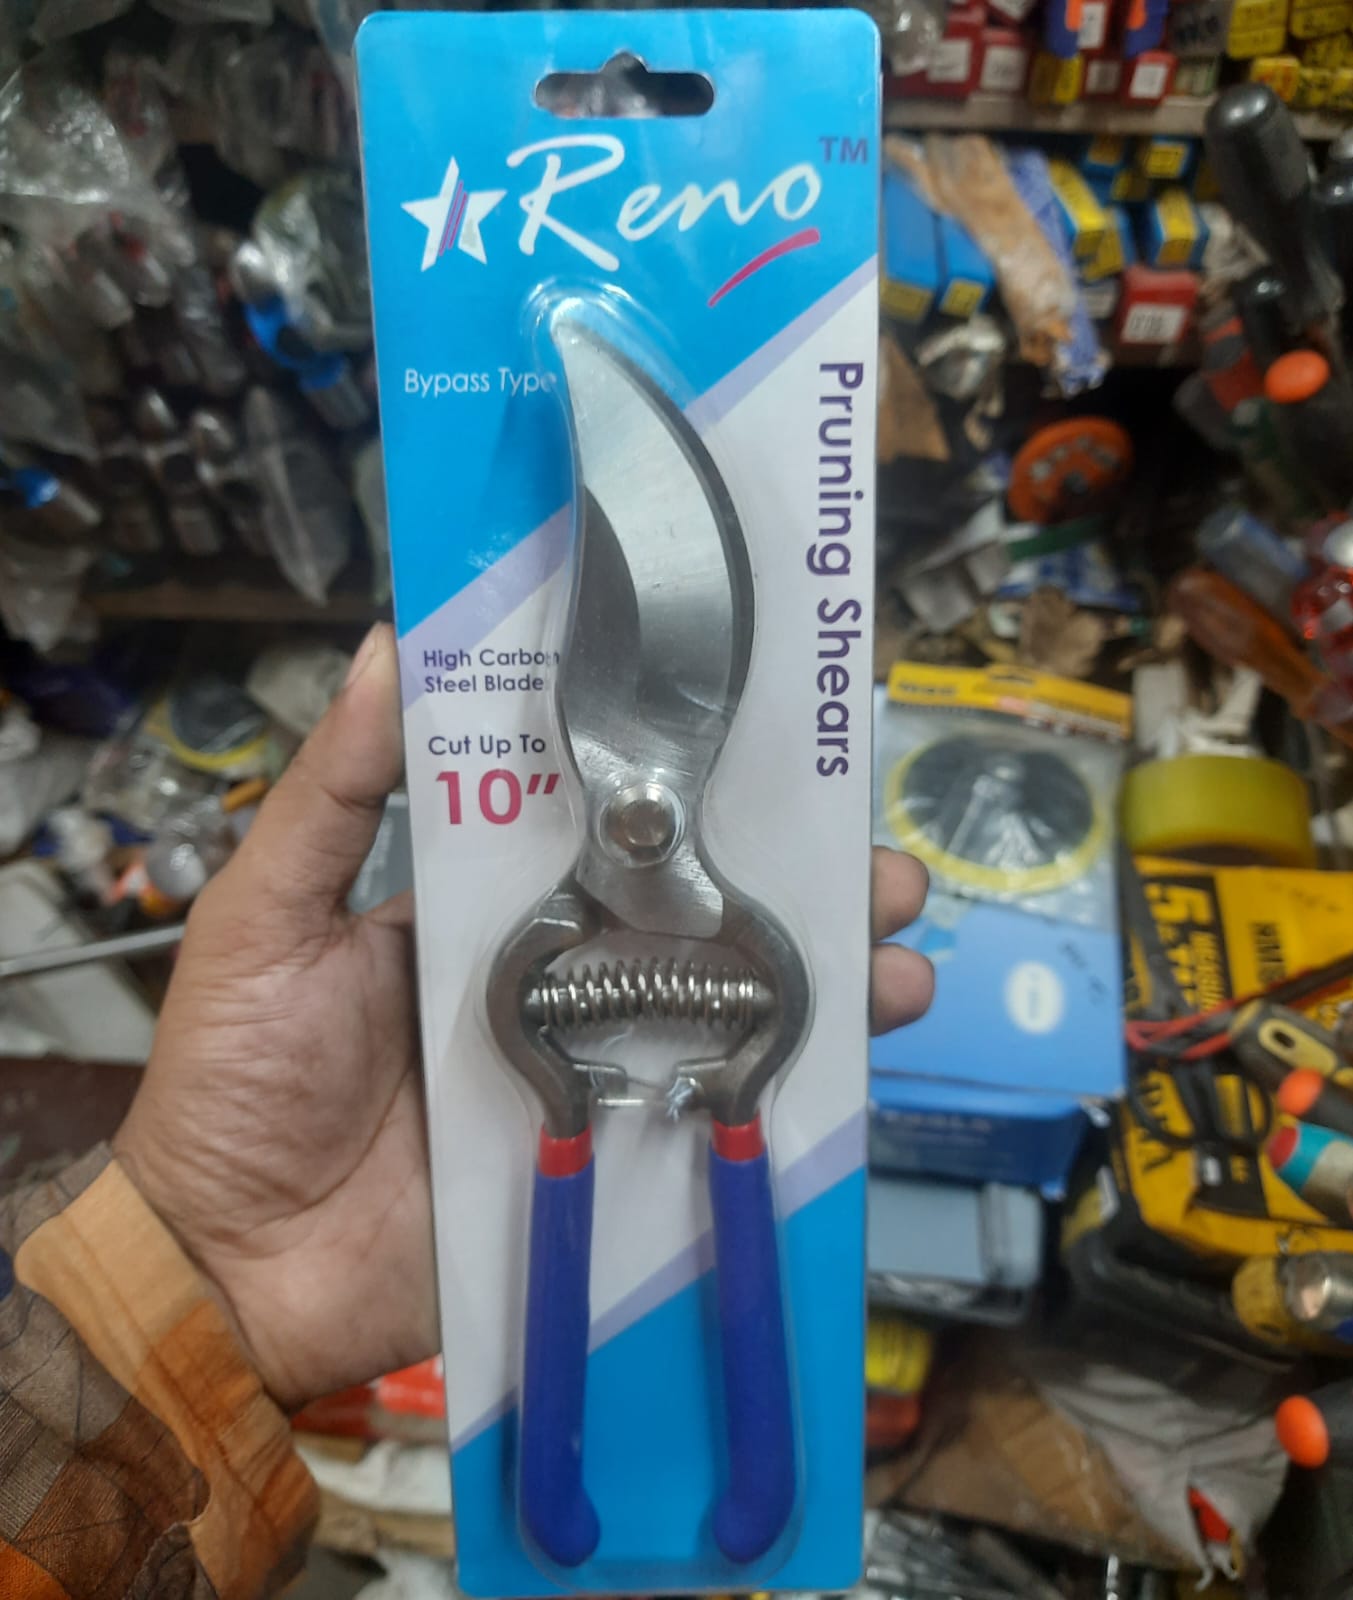 Reno TM
Bypass Type
Pruning Shears
High Carbon
Steel Blade
Cut Up To
10"